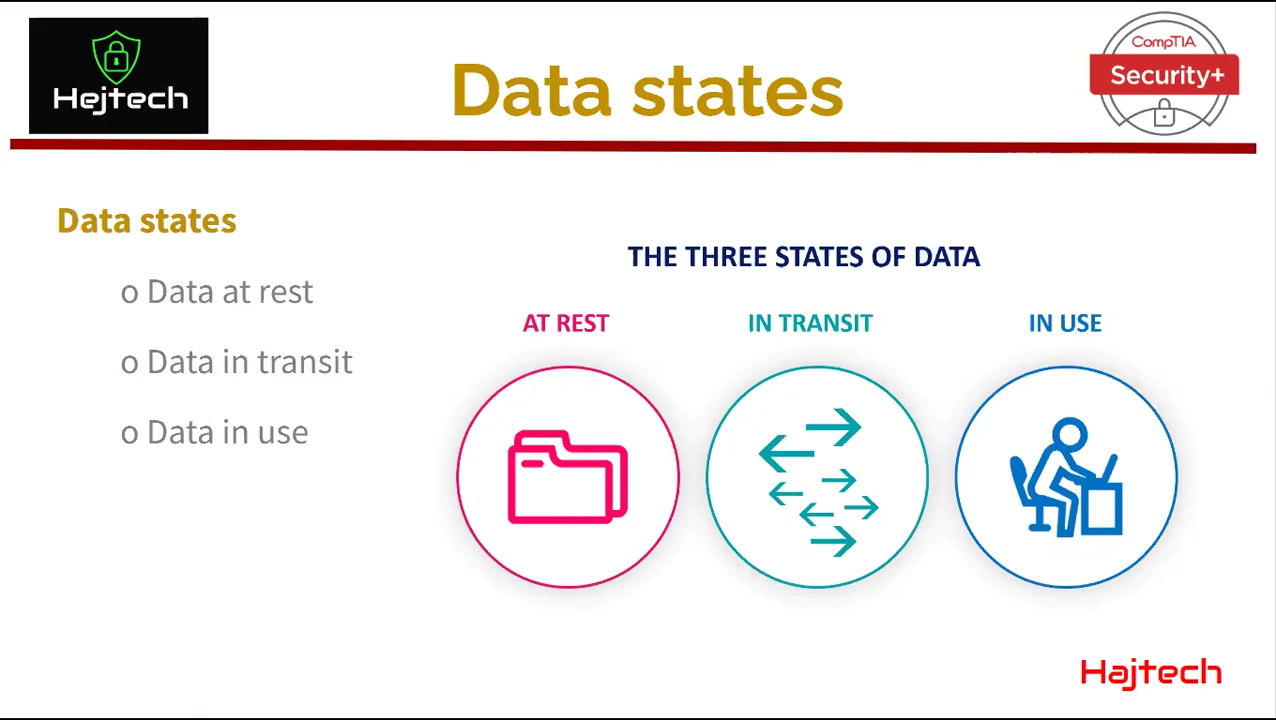 Hejtech
Data states
CompTIA.
Security+
Data states
o Data at rest
o Data in transit
o Data in use
THE THREE STATES OF DATA
AT REST
IN TRANSIT
IN USE
Hajtech